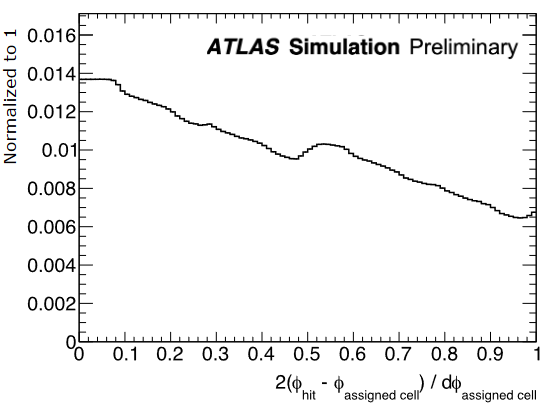 ATLAS Simulation Preliminary
Normalized to 1
0.016
0.014
0.012
0.01
0.008
0.006
0.004
0.002
0
0 0.1 0.2 0.3 0.4 0.5 0.6 0.7 0.8 0.9 1
2(ϕhit - ϕassigned cell) / dϕassigned cell